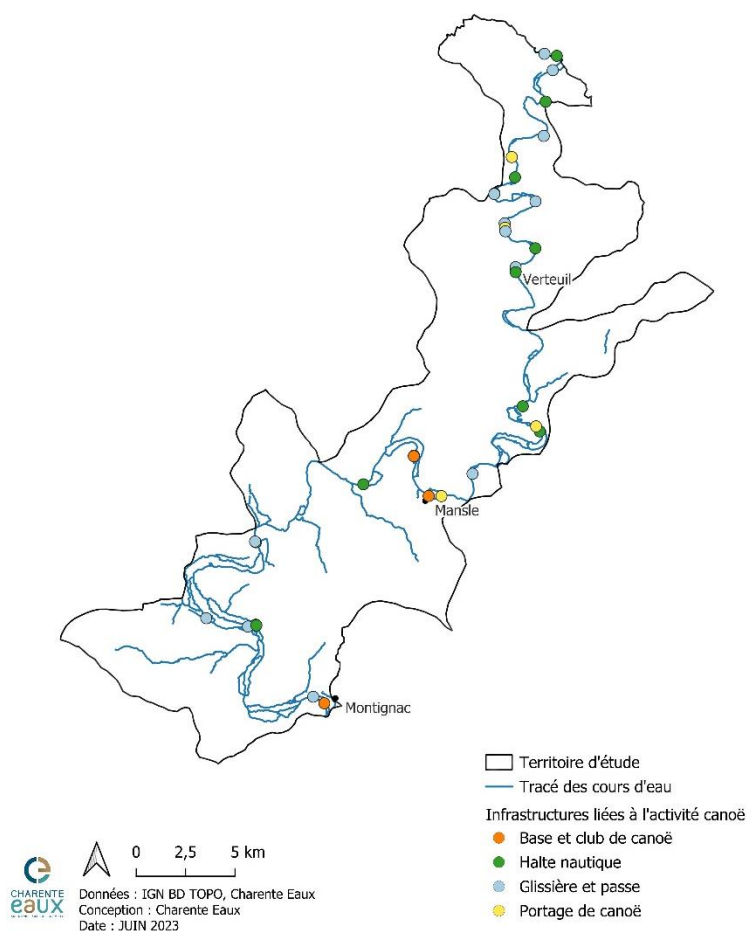 Verteuil
Mansle
Montignac
Territoire d'étude
Tracé des cours d'eau
Infrastructures liées à l'activité canoë
Base et club de canoë
Halte nautique
Glissière et passe
Portage de canoë
0 2,5 5 km
CHARENTE
eaux
Données : IGN BD TOPO, Charente Eaux
Conception : Charente Eaux
Date : JUIN 2023